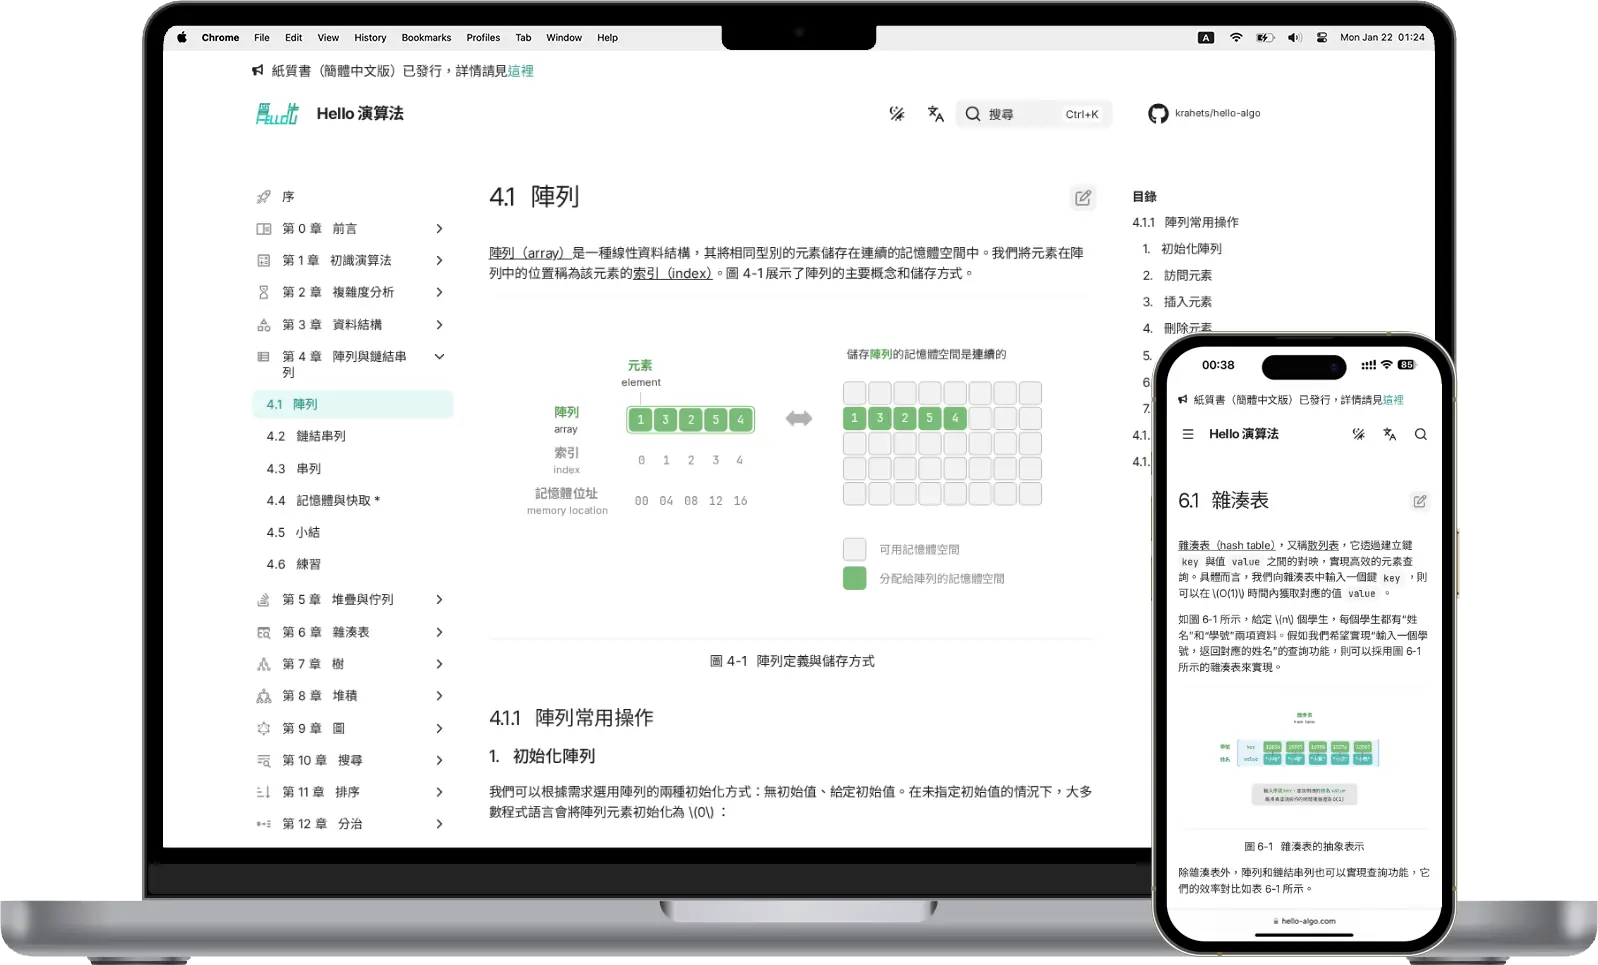 Chrome File Edit View History Bookmarks Profiles Tab Window Help
A Mon Jan 22 01:24
紙質書（簡體中文版）已發行，詳情請見這裡
Hello 演算法
搜尋 Ctrl+K
krahets/hello-algo
序
第 0 章 前言
第 1 章 初識演算法
第 2 章 複雜度分析
第 3 章 資料結構
第 4 章 陣列與鏈結串
列
4.1 陣列
4.2 鏈結串列
4.3 串列
4.4 記憶體與快取 *
4.5 小結
4.6 練習
第 5 章 堆疊與佇列
第 6 章 雜湊表
第 7 章 樹
第 8 章 堆積
第 9 章 圖
第 10 章 搜尋
第 11 章 排序
第 12 章 分治
4.1 陣列
陣列（array）是一種線性資料結構，其將相同型別的元素儲存在連續的記憶體空間中。我們將元素在陣
列中的位置稱為該元素的索引（index）。圖 4-1 展示了陣列的主要概念和儲存方式。
元素
element
陣列
array
1 3 2 5 4
索引
index
0 1 2 3 4
記憶體位址
memory location
00 04 08 12 16
儲存陣列的記憶體空間是連續的
1 3 2 5 4
可用記憶體空間
分配給陣列的記憶體空間
圖 4-1 陣列定義與儲存方式
4.1.1 陣列常用操作
1. 初始化陣列
我們可以根據需求選用陣列的兩種初始化方式：無初始值、給定初始值。在未指定初始值的情況下，大多
數程式語言會將陣列元素初始化為 \(0\) ：
目錄
4.1.1 陣列常用操作
1. 初始化陣列
2. 訪問元素
3. 插入元素
4. 刪除元素
5.
6
7.
4.1.
4.1.
00:38 85
紙質書（簡體中文版）已發行，詳情請見這裡
Hello 演算法
6.1 雜湊表
雜湊表（hash table），又稱散列表，它透過建立鍵
key 與值 value 之間的對映，實現高效的元素查
詢。具體而言，我們向雜湊表中輸入一個鍵 key ，則
可以在 \(O(1)\) 時間內獲取對應的值 value 。
如圖 6-1 所示，給定 \(n\) 個學生，每個學生都有“姓
名”和“學號”兩項資料。假如我們希望實現“輸入一個學
號，返回對應的姓名”的查詢功能，則可以採用圖 6-1
所示的雜湊表來實現。
雜湊表
hash table
學號 key
姓名 value
圖 6-1 雜湊表的抽象表示
除雜湊表外，陣列和鏈結串列也可以實現查詢功能，它
們的效率對比如表 6-1 所示。
hello-algo.com